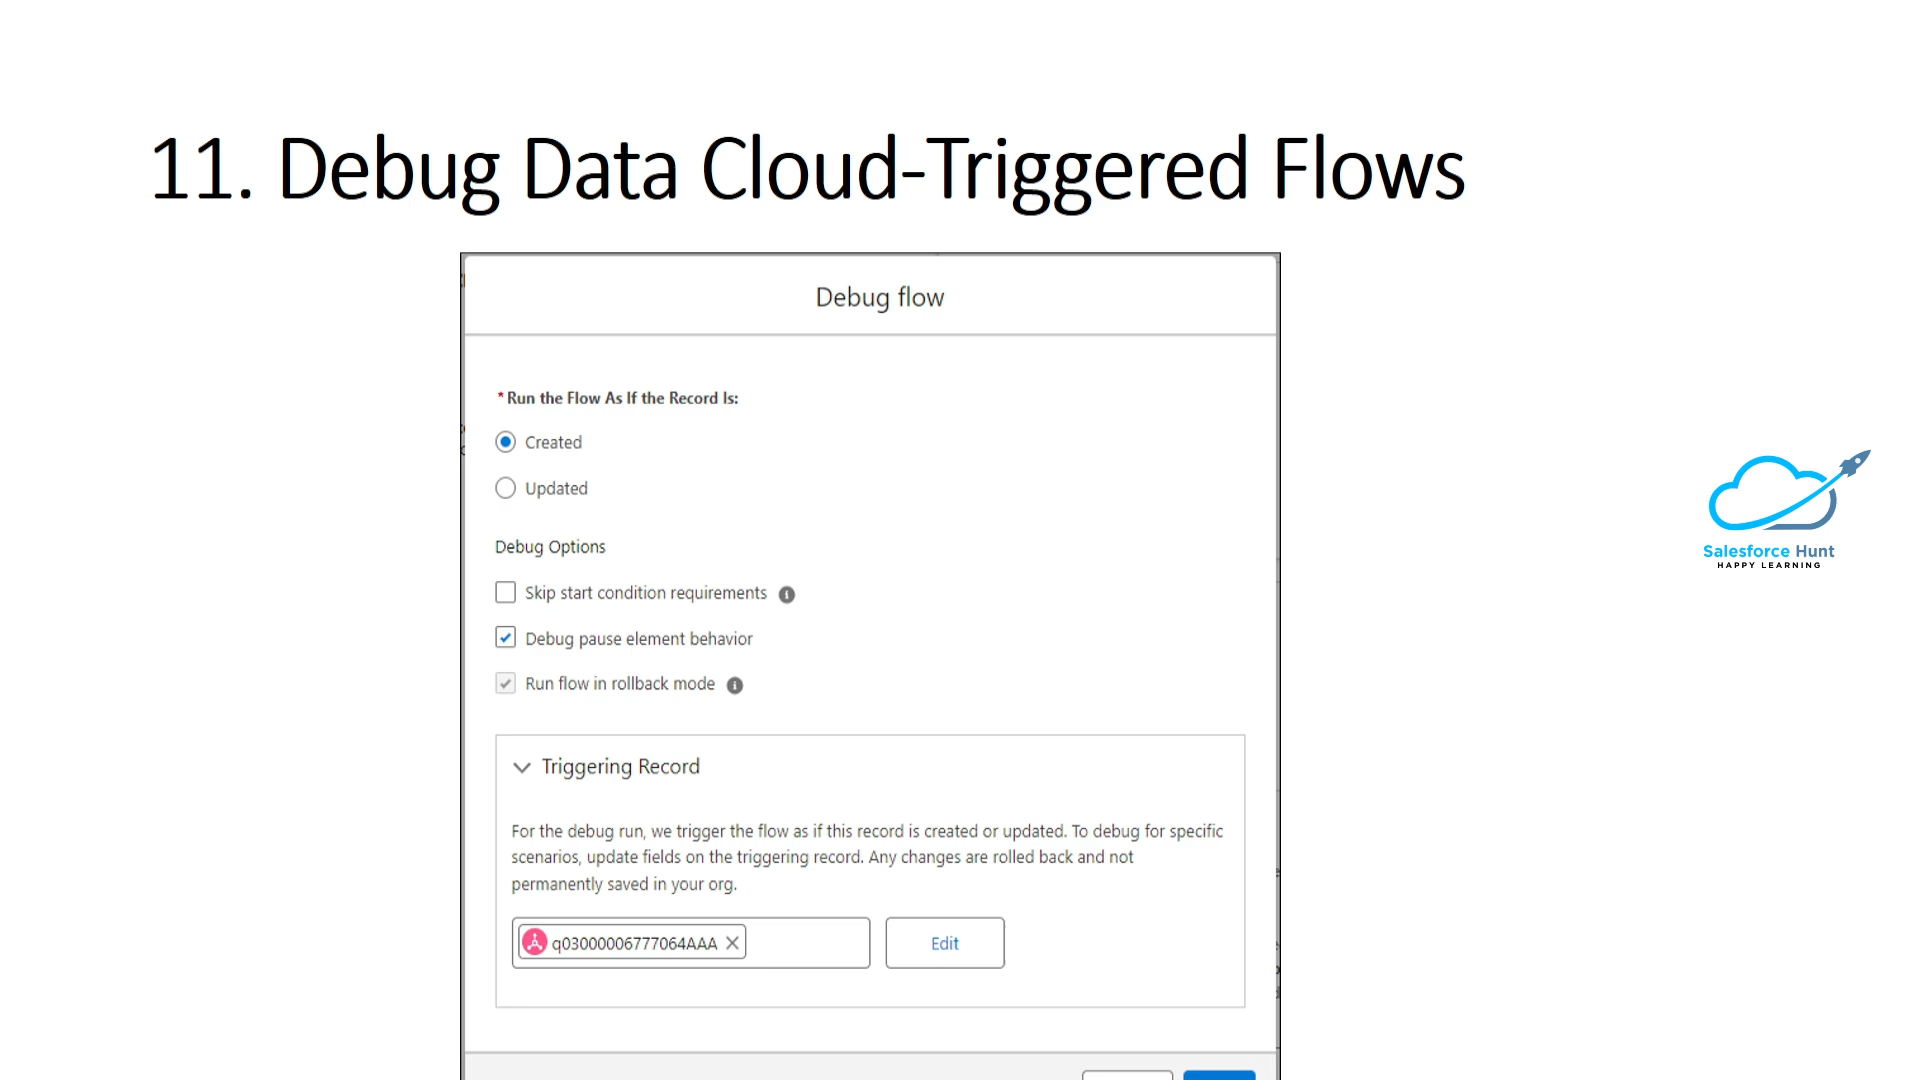 11. Debug Data Cloud-Triggered Flows
Debug flow
*Run the Flow As If the Record Is:
Created
Updated
Debug Options
Skip start condition requirements
Debug pause element behavior
Run flow in rollback mode
Triggering Record
For the debug run, we trigger the flow as if this record is created or updated. To debug for specific
scenarios, update fields on the triggering record. Any changes are rolled back and not
permanently saved in your org.
q03000006777064AAA
Edit
Salesforce Hunt
HAPPY LEARNING